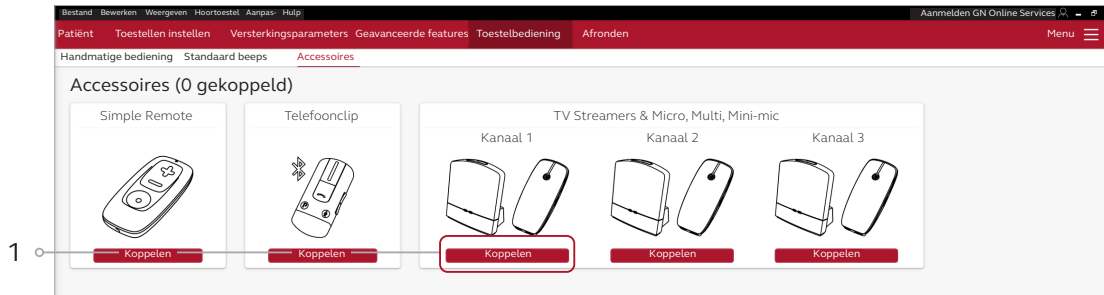 Bestand Bewerken Weergeven Hoortoestel Aanpas- Hulp Aanmelden GN Online Services
Patiënt Toestellen instellen Versterkingsparameters Geavanceerde features Toestelbediening Afronden Menu
Handmatige bediening Standaard beeps Accessoires
Accessoires (0 gekoppeld)
Simple Remote Telefoonclip TV Streamers & Micro, Multi, Mini-mic
Kanaal 1 Kanaal 2 Kanaal 3
1 Koppelen Koppelen Koppelen Koppelen Koppelen